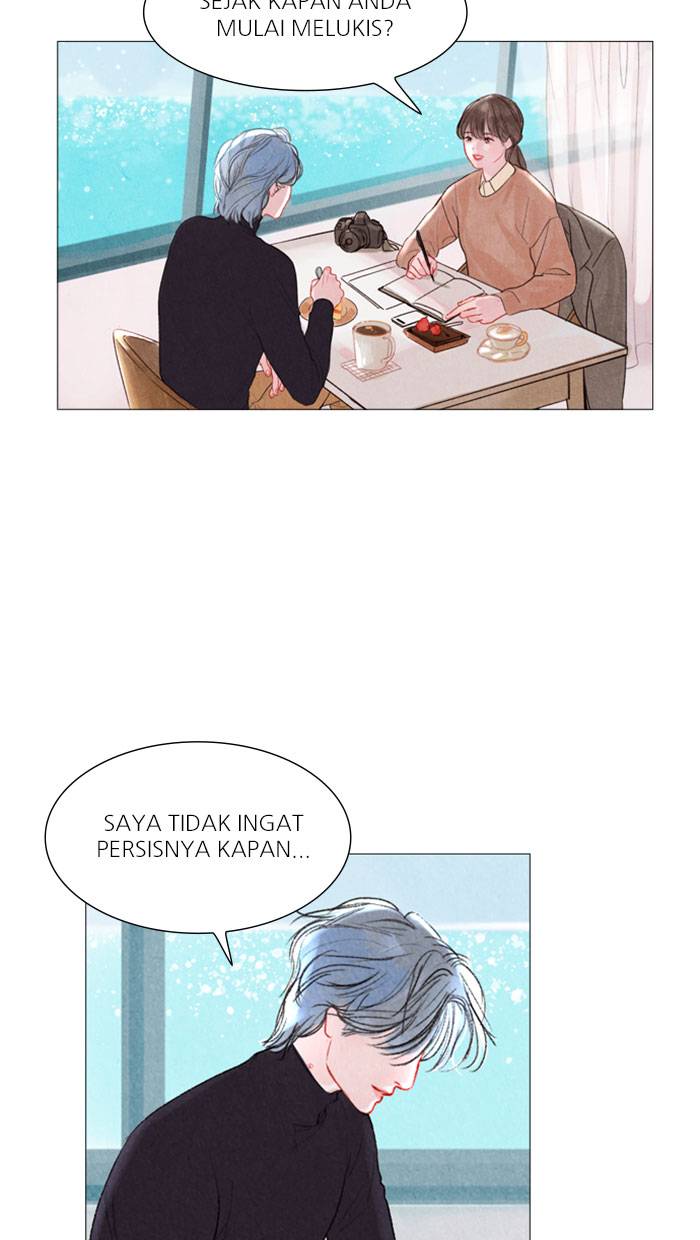 SEJAK KAPAN ANDA
MULAI MELUKIS?
SAYA TIDAK INGAT
PERSISNYA KAPAN...